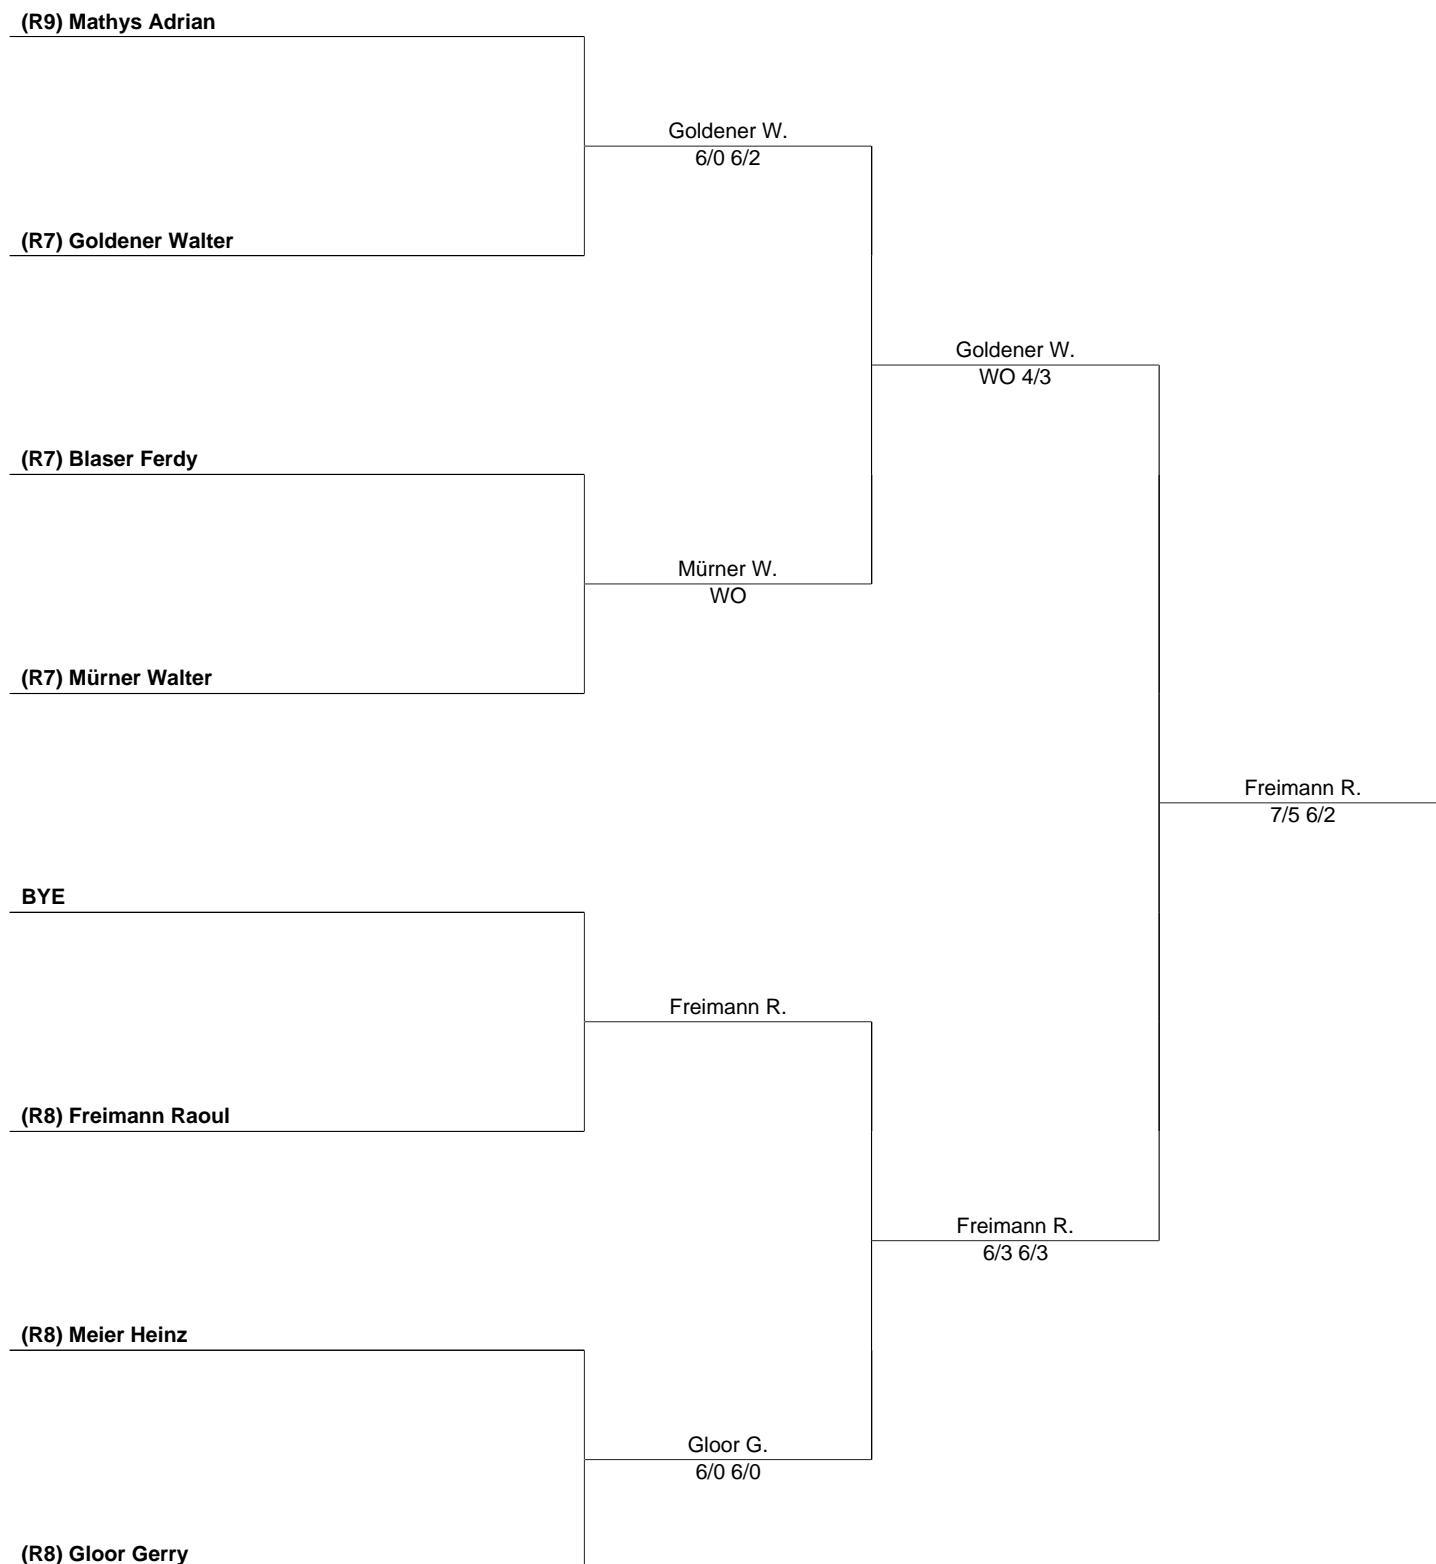 (R9) Mathys Adrian
Goldener W.
6/0 6/2
(R7) Goldener Walter
Goldener W.
WO 4/3
(R7) Blaser Ferdy
Mürner W.
WO
(R7) Mürner Walter
Freimann R.
7/5 6/2
BYE
Freimann R.
(R8) Freimann Raoul
Freimann R.
6/3 6/3
(R8) Meier Heinz
Gloor G.
6/0 6/0
(R8) Gloor Gerry